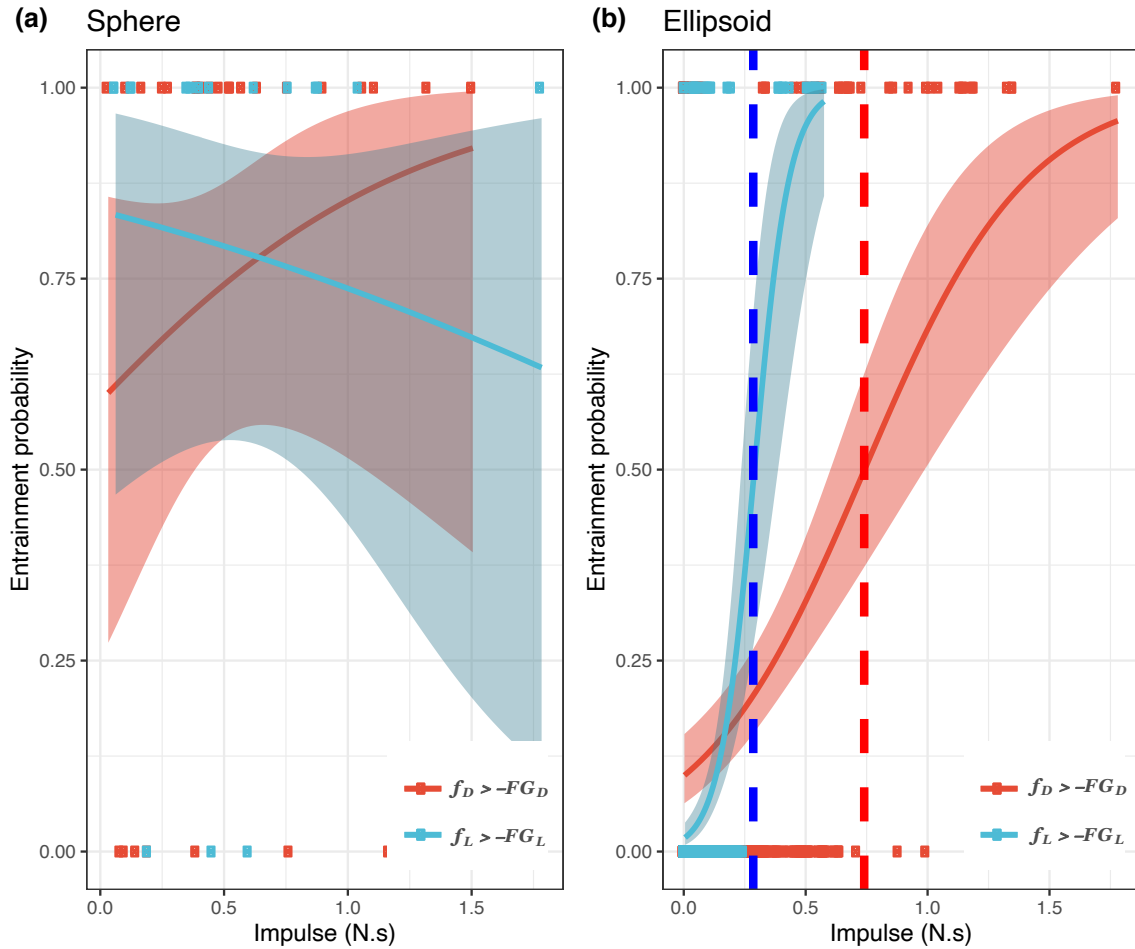 (a) Sphere
Entrainment probability
1.00
0.75
0.50
0.25
0.00
f_D > -FG_D
f_L > -FG_L
0.0 0.5 1.0 1.5
Impulse (N.s)
(b) Ellipsoid
Entrainment probability
1.00
0.75
0.50
0.25
0.00
f_D > -FG_D
f_L > -FG_L
0.0 0.5 1.0 1.5
Impulse (N.s)